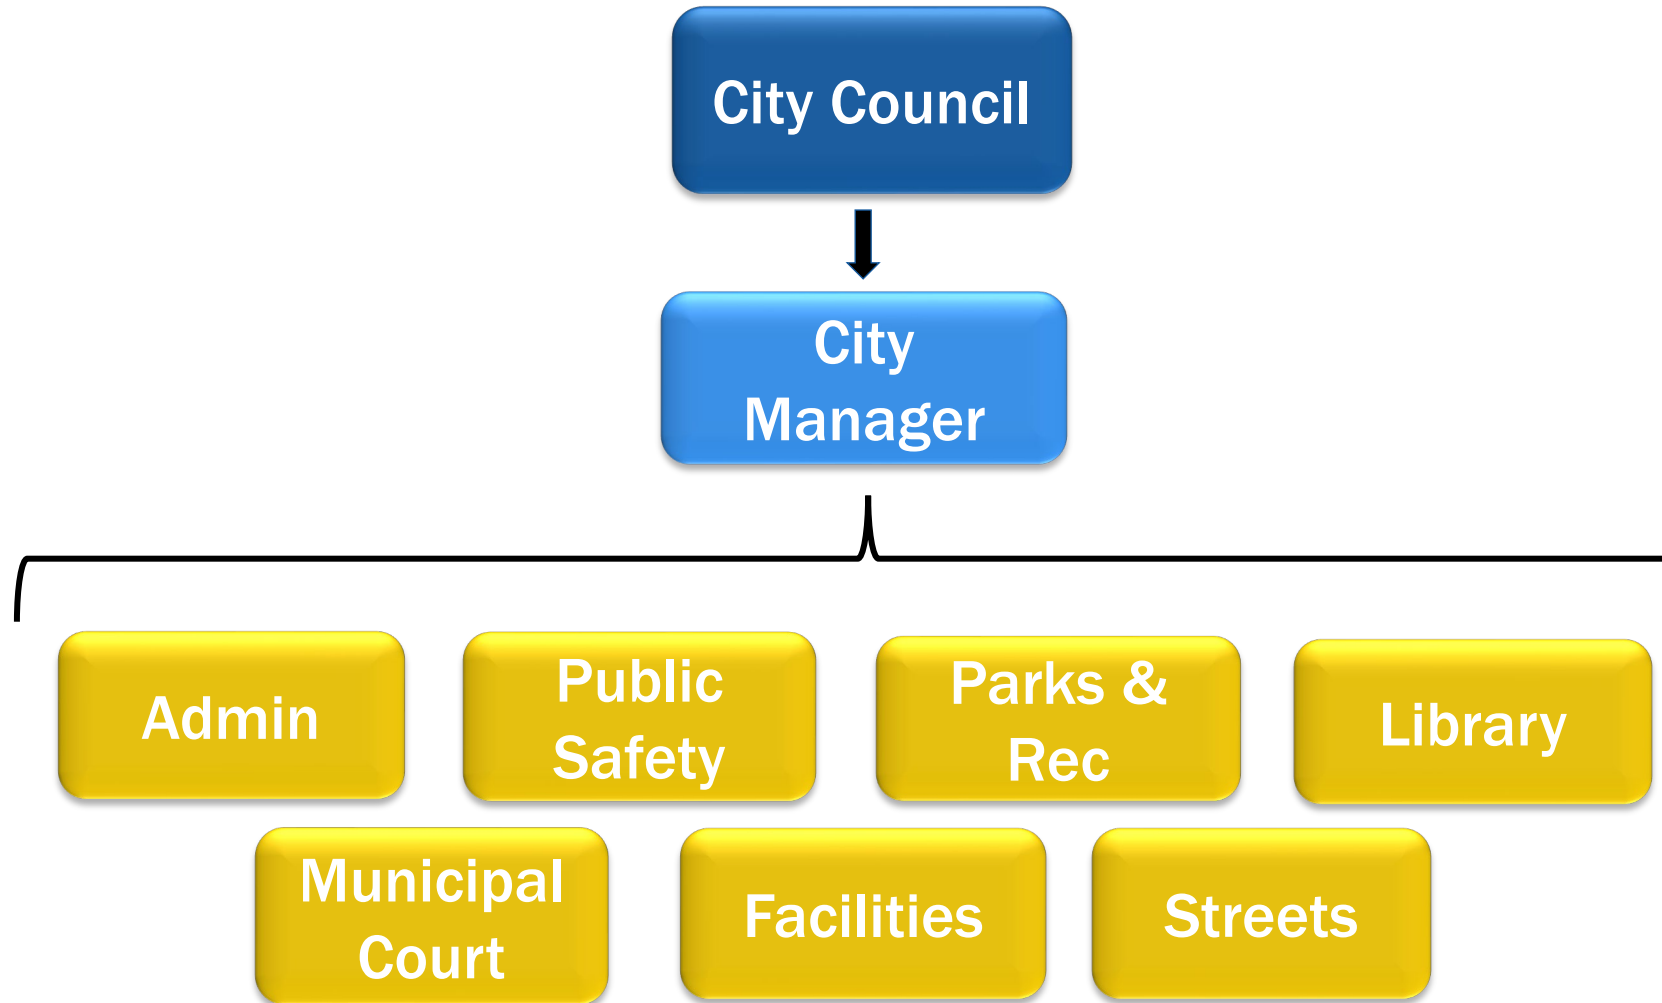 City Council
City
Manager
Admin
Public
Safety
Parks &
Rec
Library
Municipal
Court
Facilities
Streets